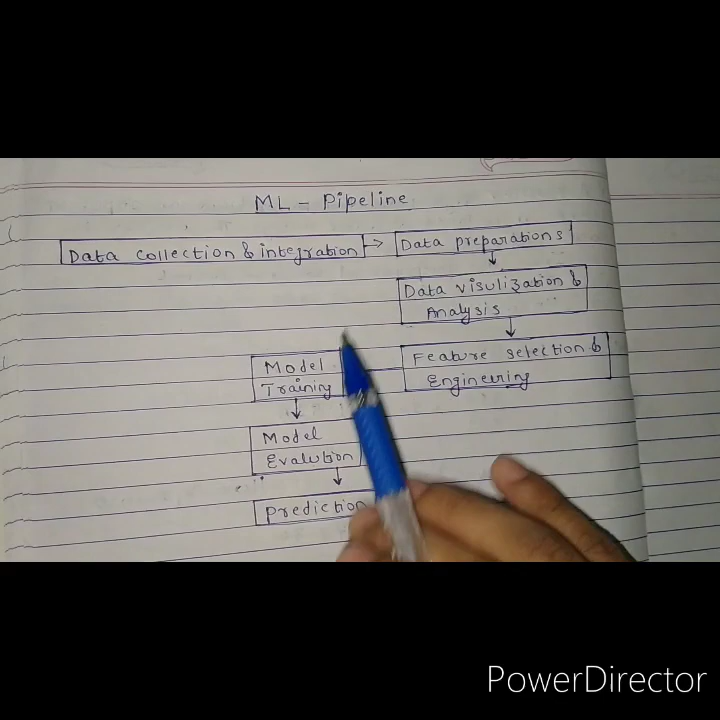 ML - Pipeline
Data collection & integration → Data preparations
Data visulization &
Analysis
Feature selection &
Engineering
Model
Training
Model
Evalution
Prediction
PowerDirector